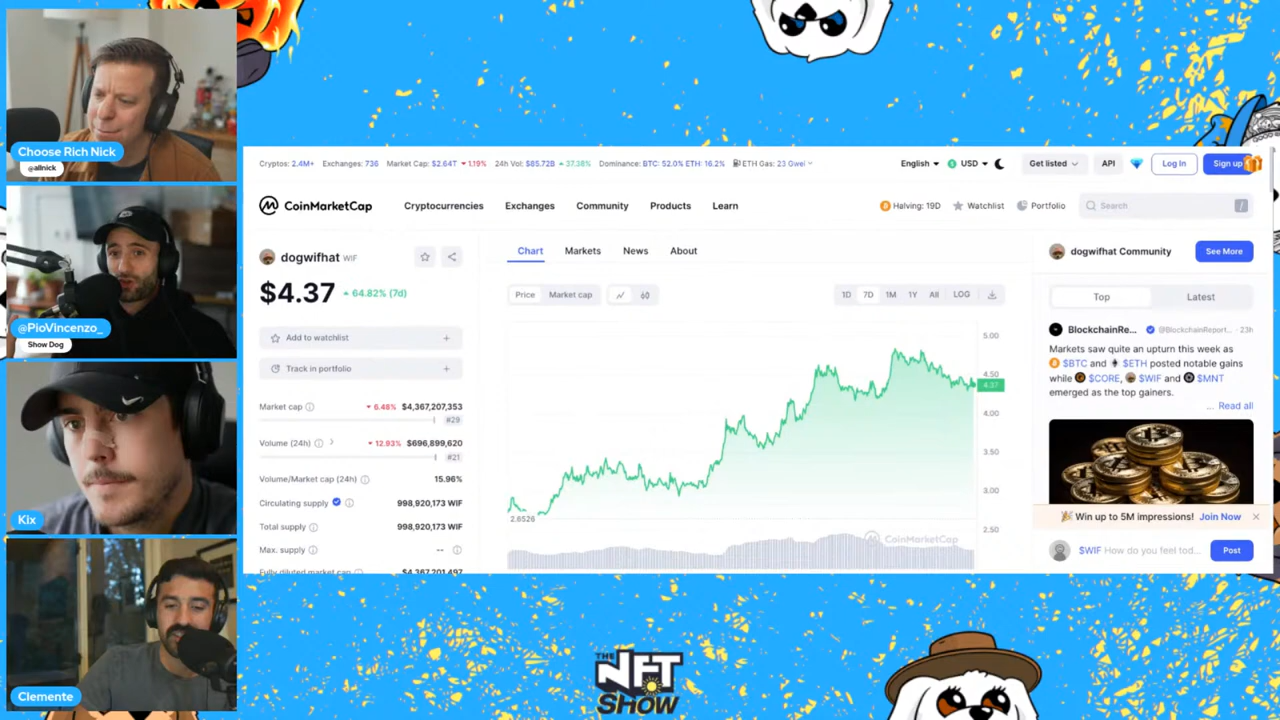 Choose Rich Nick
@allnick
@PioVincenzo_
Show Dog
Kix
Clemente
Cryptos: 2.4M+ Exchanges: 736 Market Cap: $2.64T 1.19% 24h Vol: $85.72B 37.38% Dominance: BTC: 52.0% ETH: 16.2% ETH Gas: 23 Gwei
English USD Get listed API Log In Sign up
CoinMarketCap Cryptocurrencies Exchanges Community Products Learn
Halving: 19D Watchlist Portfolio Search /
dogwifhat WIF
$4.37 64.82% (7d)
Add to watchlist +
Track in portfolio +
Market cap 6.48% $4,367,207,353
#29
Volume (24h) 12.93% $696,899,620
#21
Volume/Market cap (24h) 15.96%
Circulating supply 998,920,173 WIF
Total supply 998,920,173 WIF
Max. supply --
Fully diluted market cap $4,367,201,497
Chart Markets News About
Price Market cap
1D 7D 1M 1Y All LOG
5.00
4.50
4.37
4.00
3.50
3.00
2.50
2.6526
CoinMarketCap
dogwifhat Community See More
Top Latest
BlockchainRe... @BlockchainReport... · 23h
Markets saw quite an upturn this week as
$BTC and $ETH posted notable gains
while $CORE, $WIF and $MNT
emerged as the top gainers.
... Read all
Win up to 5M impressions! Join Now
$WIF How do you feel tod... Post
THE
NFT
SHOW